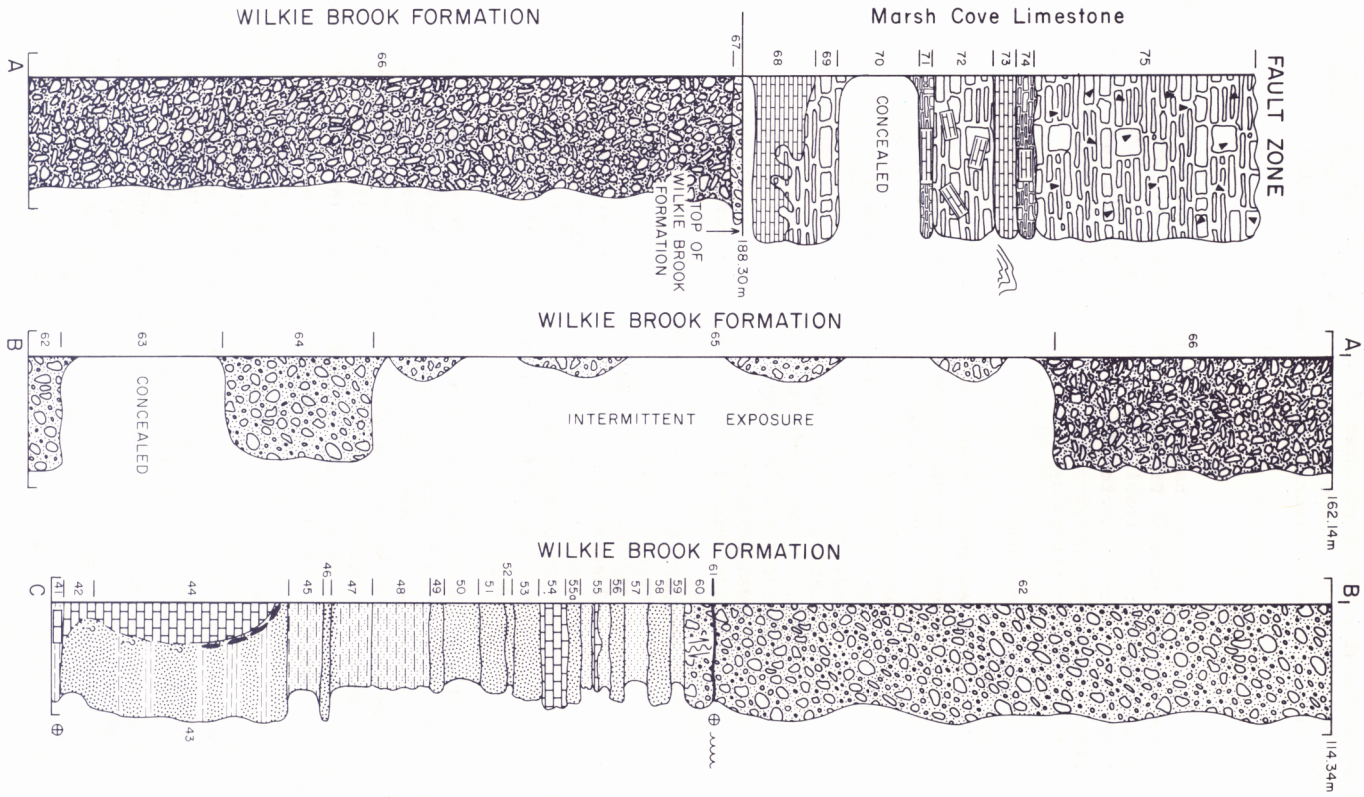 WILKIE BROOK FORMATION
Marsh Cove Limestone
A
66
67
68
69
70
71
72
73
74
75
FAULT ZONE
CONCEALED
TOP OF
WILKIE BROOK
FORMATION
188.30m
WILKIE BROOK FORMATION
B
62
63
64
65
66
A1
CONCEALED
INTERMITTENT EXPOSURE
162.14m
WILKIE BROOK FORMATION
C
41
42
44
45
46
47
48
49
50
51
52
53
54
55a
55
56
57
58
59
60
61
62
B1
43
114.34m